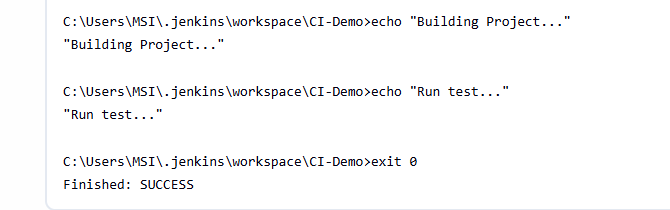 C:\Users\MSI\.jenkins\workspace\CI-Demo>echo "Building Project..."
"Building Project..."
C:\Users\MSI\.jenkins\workspace\CI-Demo>echo "Run test..."
"Run test..."
C:\Users\MSI\.jenkins\workspace\CI-Demo>exit 0
Finished: SUCCESS